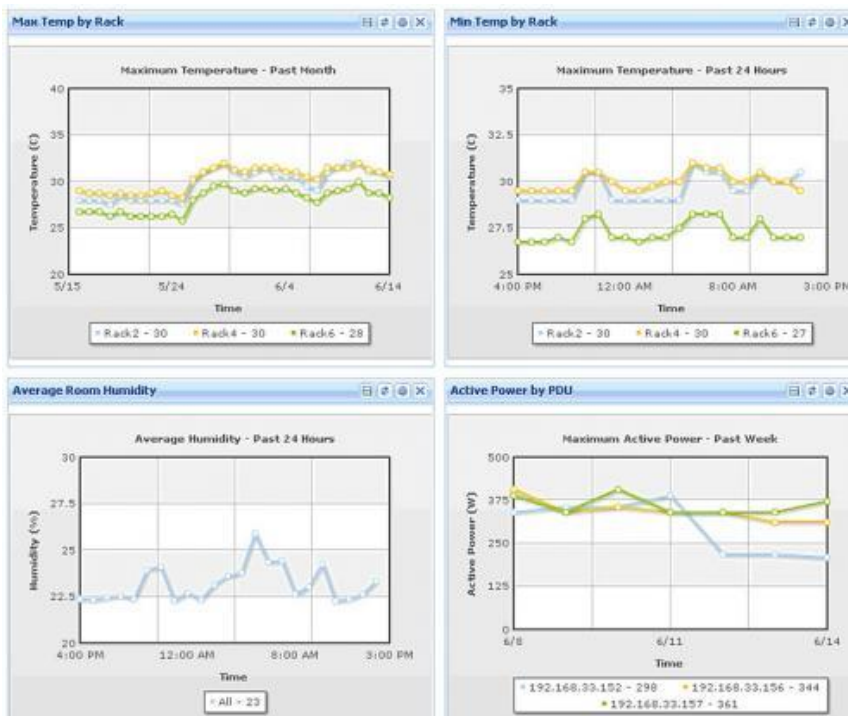 Max Temp by Rack
Maximum Temperature - Past Month
Temperature (C)
40
35
30
25
20
5/15
5/24
6/4
6/14
Time
Rack2 - 30
Rack4 - 30
Rack6 - 28
Min Temp by Rack
Maximum Temperature - Past 24 Hours
Temperature (C)
35
32.5
30
27.5
25
4:00 PM
12:00 AM
8:00 AM
3:00 PM
Time
Rack2 - 30
Rack4 - 30
Rack6 - 27
Average Room Humidity
Average Humidity - Past 24 Hours
Humidity (%)
30
27.5
25
22.5
20
4:00 PM
12:00 AM
8:00 AM
3:00 PM
Time
All - 23
Active Power by PDU
Maximum Active Power - Past Week
Active Power (W)
500
375
250
125
0
6/8
6/11
6/14
Time
192.168.33.152 - 298
192.168.33.156 - 344
192.168.33.157 - 361